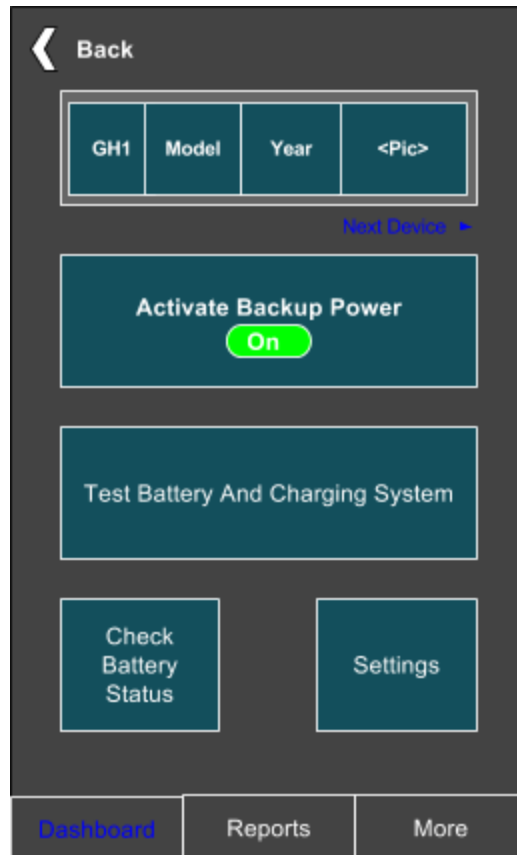 Back
GH1 Model Year <Pic>
Next Device ►
Activate Backup Power
On
Test Battery And Charging System
Check
Battery
Status
Settings
Dashboard Reports More